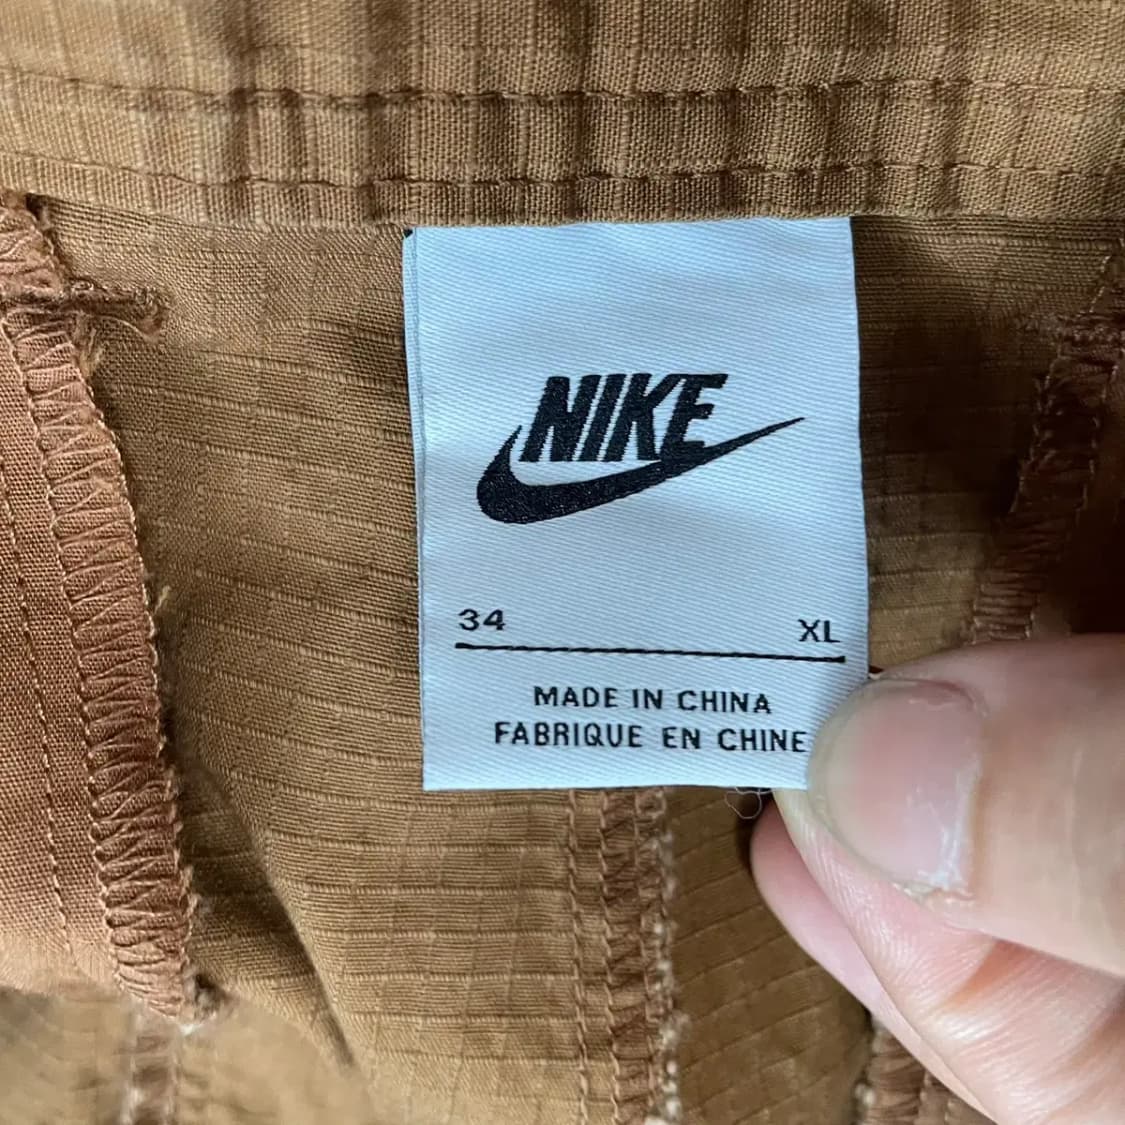 NIKE
34 XL
MADE IN CHINA
FABRIQUE EN CHINE